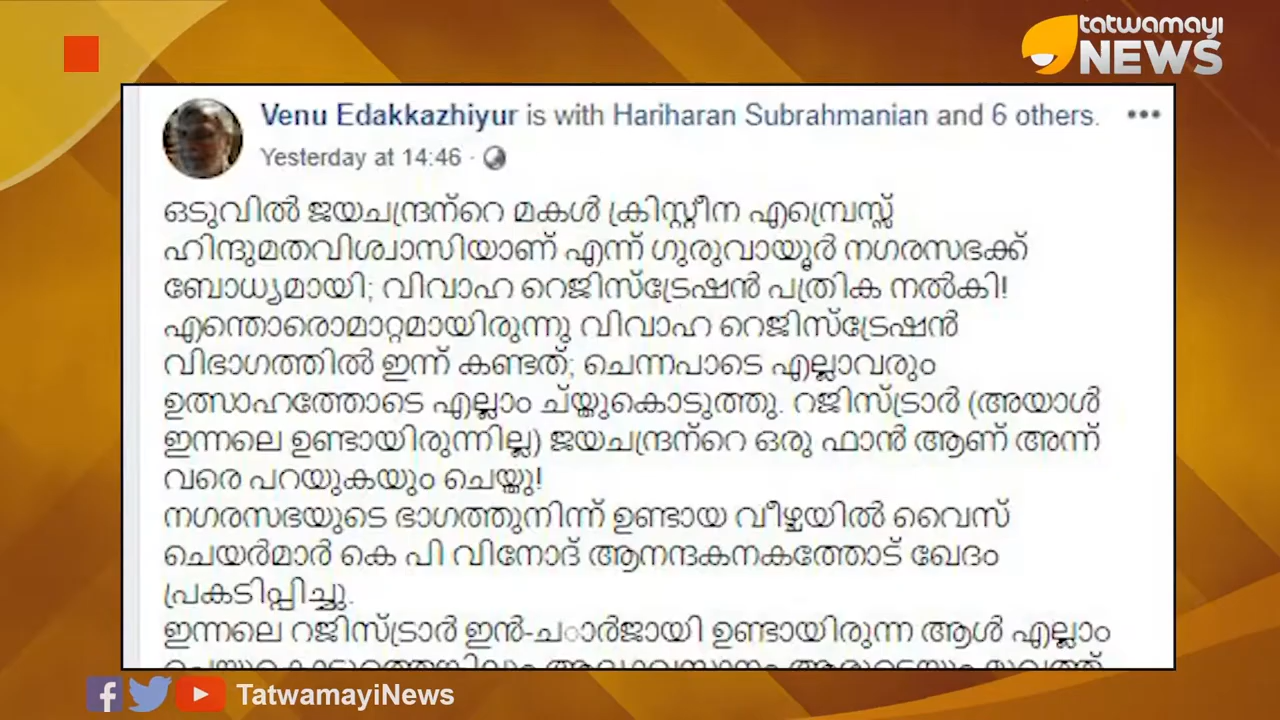 tatwamayi
NEWS
Venu Edakkazhiyur is with Hariharan Subrahmanian and 6 others.
Yesterday at 14:46
ഒടുവിൽ ജയചന്ദ്രന്റെ മകൾ ക്രിസ്റ്റീന എമ്പ്രെസ്സ്
ഹിന്ദുമതവിശ്വാസിയാണ് എന്ന് ഗുരുവായൂർ നഗരസഭക്ക്
ബോധ്യമായി; വിവാഹ റെജിസ്ട്രേഷൻ പത്രിക നൽകി!
എന്തൊരൊമാറ്റമായിരുന്നു വിവാഹ റെജിസ്ട്രേഷൻ
വിഭാഗത്തിൽ ഇന്ന് കണ്ടത്; ചെന്നപാടെ എല്ലാവരും
ഉത്സാഹത്തോടെ എല്ലാം ച്യ്തുകൊടുത്തു. റജിസ്ട്രാർ (അയാൾ
ഇന്നലെ ഉണ്ടായിരുന്നില്ല) ജയചന്ദ്രന്റെ ഒരു ഫാൻ ആണ് അന്ന്
വരെ പറയുകയും ചെയ്തു!
നഗരസഭയുടെ ഭാഗത്തുനിന്ന് ഉണ്ടായ വീഴ്ചയിൽ വൈസ്
ചെയർമാർ കെ പി വിനോദ് ആനന്ദകനകത്തോട് ഖേദം
പ്രകടിപ്പിച്ചു.
ഇന്നലെ റജിസ്ട്രാർ ഇൻ-ചാർജായി ഉണ്ടായിരുന്ന ആൾ എല്ലാം
TatwamayiNews